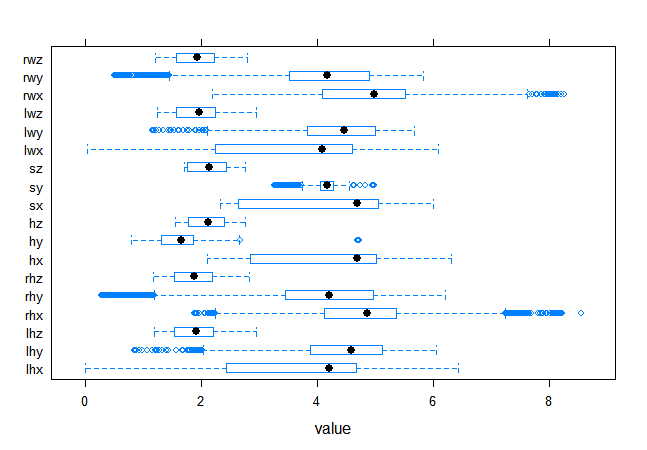 rwz
rwy
rwx
lwz
lwy
lwx
sz
sy
sx
hz
hy
hx
rhz
rhy
rhx
lhz
lhy
lhx
0 2 4 6 8
value